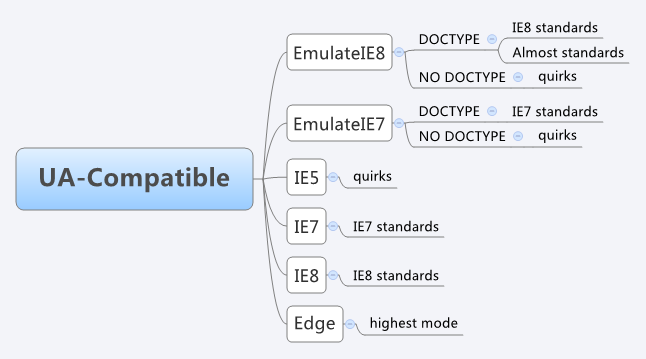 UA-Compatible
EmulateIE8
DOCTYPE
IE8 standards
Almost standards
NO DOCTYPE
quirks
EmulateIE7
DOCTYPE
IE7 standards
NO DOCTYPE
quirks
IE5
quirks
IE7
IE7 standards
IE8
IE8 standards
Edge
highest mode